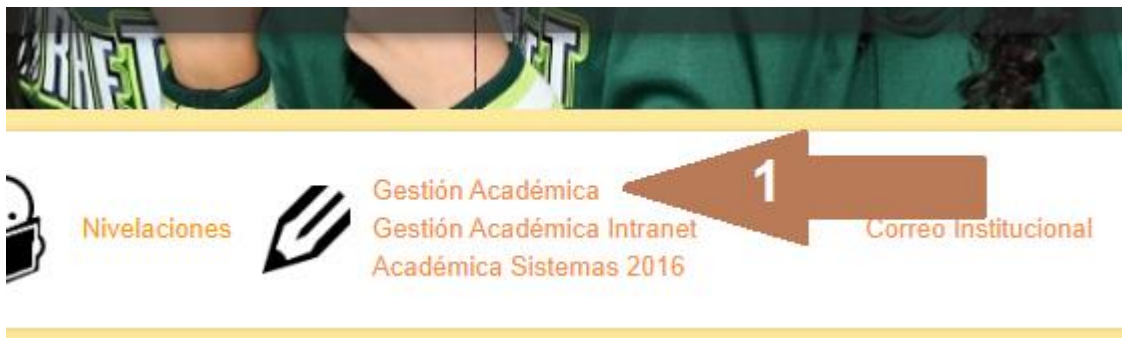 Nivelaciones
Gestión Académica
Gestión Académica Intranet
Académica Sistemas 2016
1
Correo Institucional